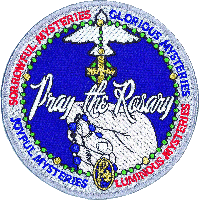 SORROWFUL MYSTERIES
GLORIOUS MYSTERIES
Pray the Rosary
JOYFUL MYSTERIES
LUMINOUS MYSTERIES